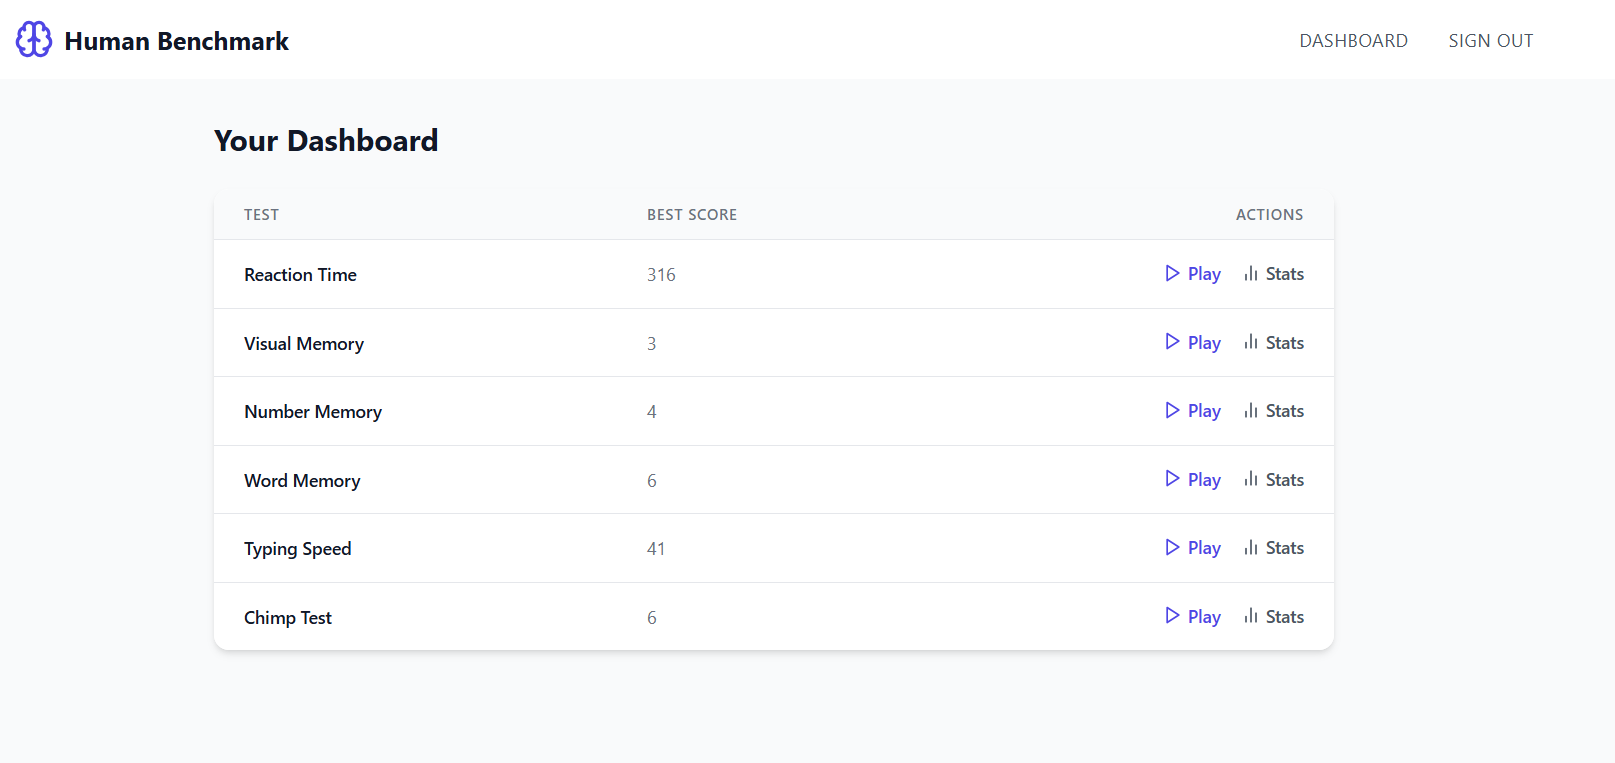 Human Benchmark
DASHBOARD SIGN OUT
Your Dashboard
TEST BEST SCORE ACTIONS
Reaction Time 316 Play Stats
Visual Memory 3 Play Stats
Number Memory 4 Play Stats
Word Memory 6 Play Stats
Typing Speed 41 Play Stats
Chimp Test 6 Play Stats